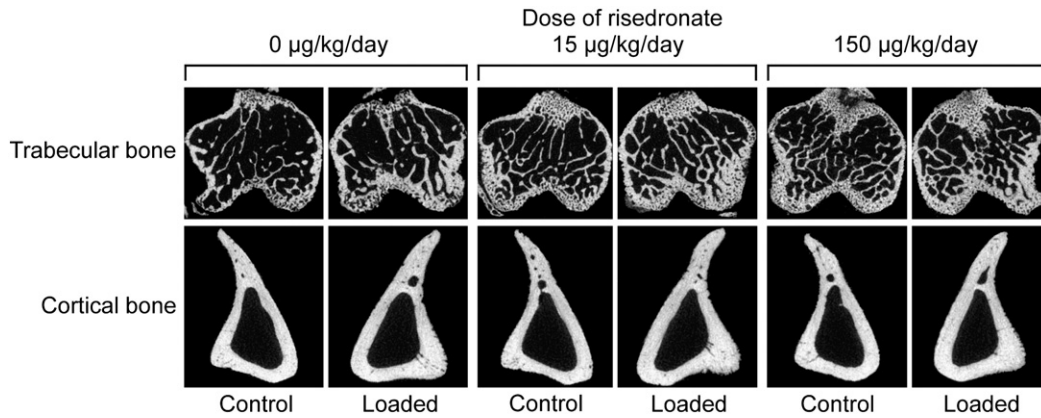 Dose of risedronate
0 µg/kg/day 15 µg/kg/day 150 µg/kg/day
Trabecular bone
Cortical bone
Control Loaded Control Loaded Control Loaded